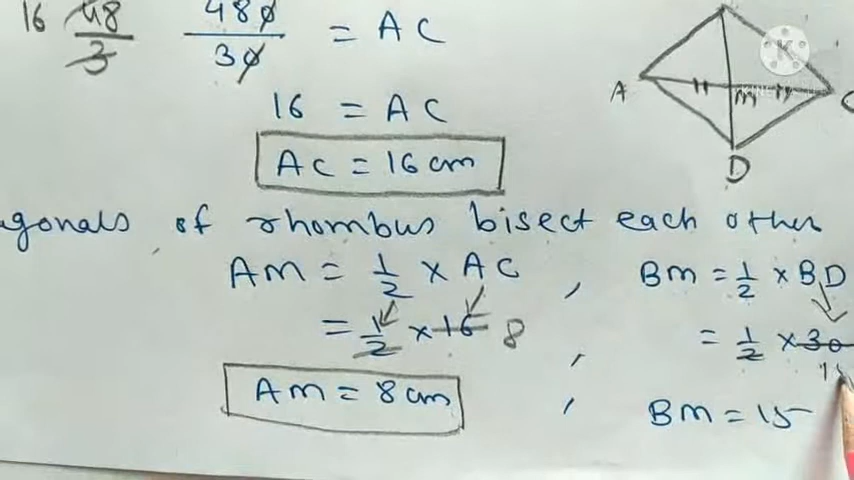 16 48/3 480/30 = AC
16 = AC
AC = 16 cm
A M C
D
gonals of rhombus bisect each other
AM = 1/2 × AC , BM = 1/2 × BD
= 1/2 × 16 8 , = 1/2 × 30
AM = 8 cm , BM = 15